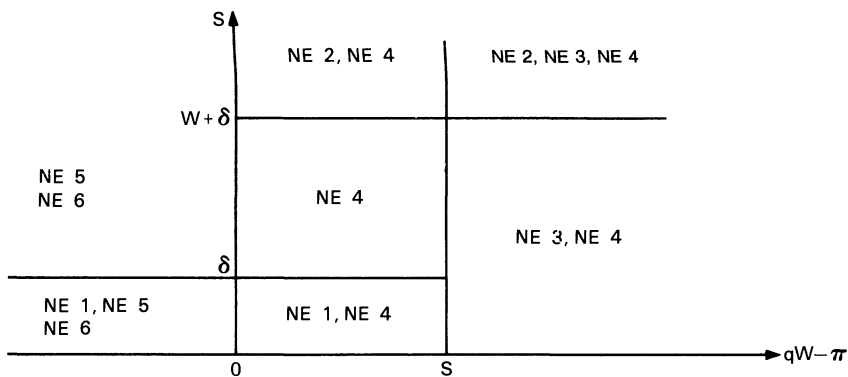 S
NE 2, NE 4
NE 2, NE 3, NE 4
W + δ
NE 5
NE 6
NE 4
NE 3, NE 4
δ
NE 1, NE 5
NE 6
NE 1, NE 4
0
S
qW – π